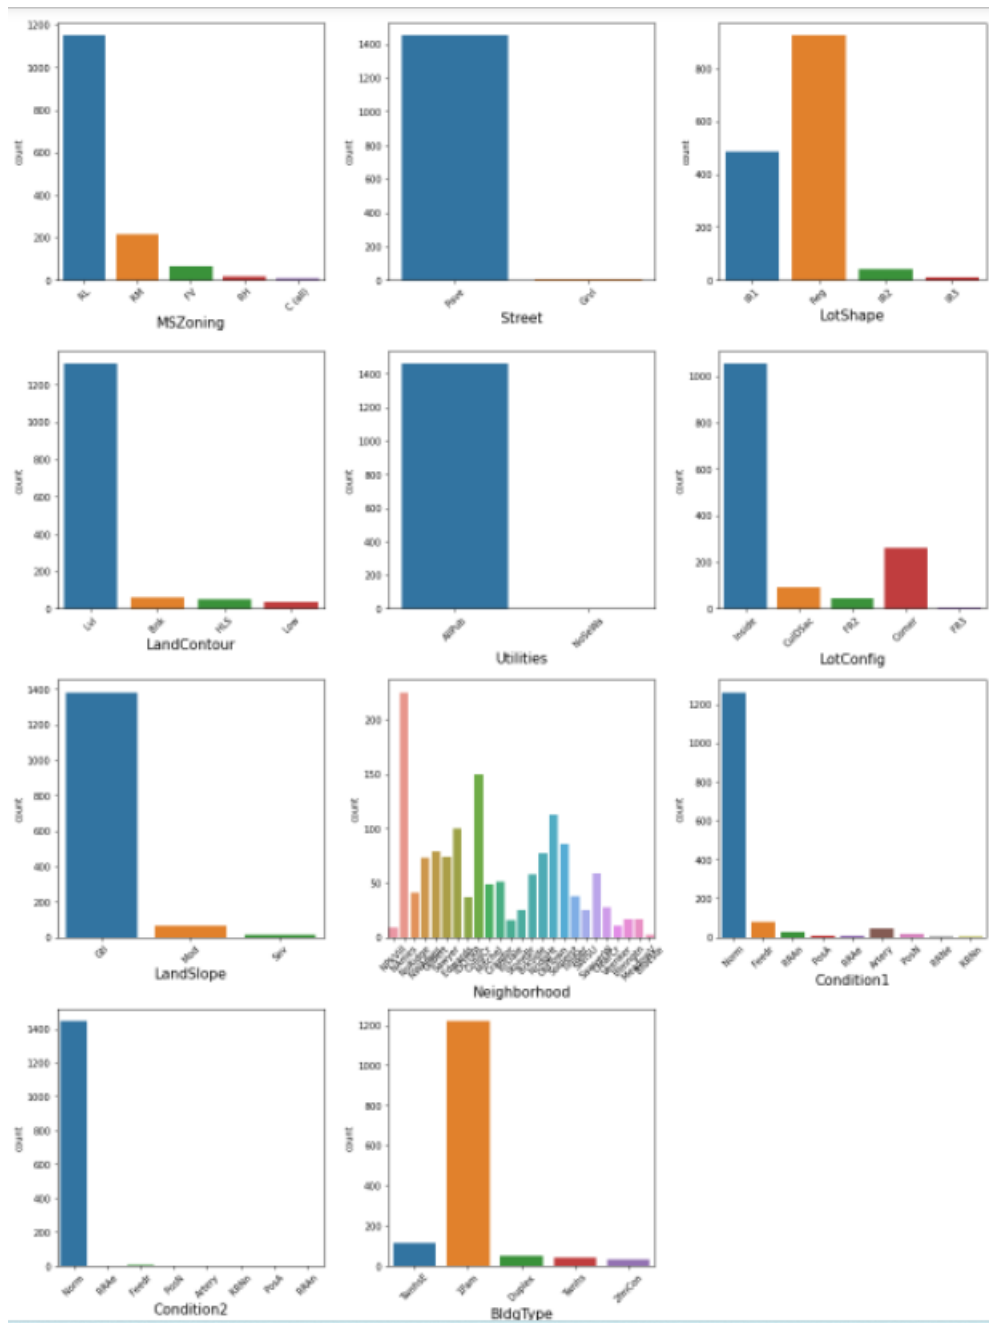 1200
1000
800
600
400
200
0
count
RL
RM
FV
RH
C (all)
MSZoning
1400
1200
1000
800
600
400
200
0
count
Pave
Grvl
Street
800
600
400
200
0
count
IR1
Reg
IR2
IR3
LotShape
1200
1000
800
600
400
200
0
count
Lvl
Bnk
HLS
Low
LandContour
1400
1200
1000
800
600
400
200
0
count
AllPub
NoSeWa
Utilities
1000
800
600
400
200
0
count
Inside
CulDSac
FR2
Corner
FR3
LotConfig
1400
1200
1000
800
600
400
200
0
count
Gtl
Mod
Sev
LandSlope
200
150
100
50
0
count
Neighborhood
1200
1000
800
600
400
200
0
count
Norm
Feedr
RRAn
PosA
RRAe
Artery
PosN
RRNe
RRNn
Condition1
1400
1200
1000
800
600
400
200
0
count
Norm
RRAe
Feedr
PosN
Artery
RRNn
PosA
RRAn
Condition2
1200
1000
800
600
400
200
0
count
TwnhsE
1Fam
Duplex
Twnhs
2fmCon
BldgType